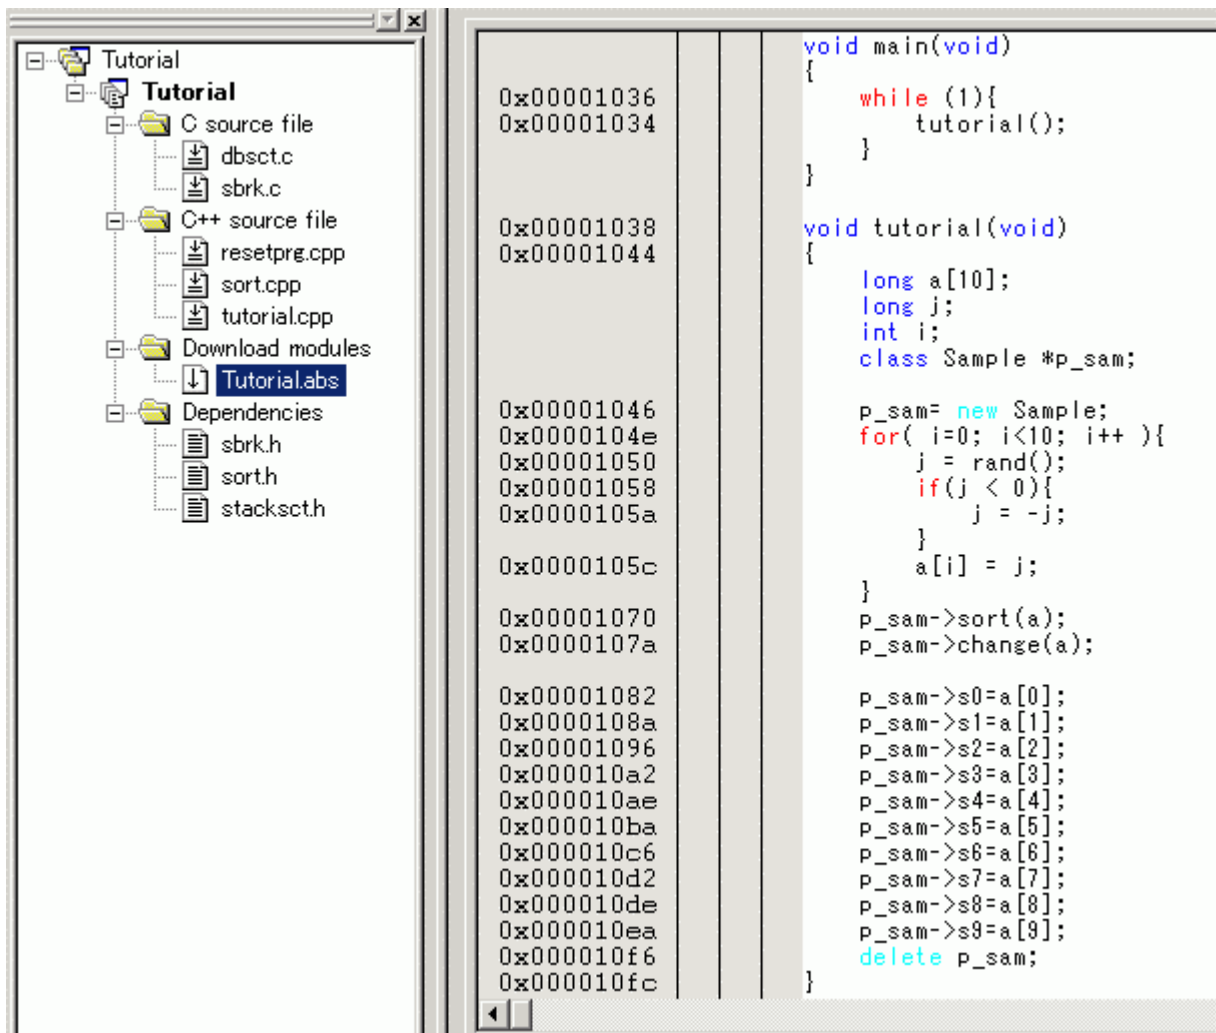 Tutorial
Tutorial
C source file
dbsct.c
sbrk.c
C++ source file
resetprg.cpp
sort.cpp
tutorial.cpp
Download modules
Tutorial.abs
Dependencies
sbrk.h
sort.h
stacksct.h
void main(void)
{
0x00001036 while (1){
0x00001034 tutorial();
}
}
0x00001038 void tutorial(void)
0x00001044 {
long a[10];
long j;
int i;
class Sample *p_sam;
0x00001046 p_sam= new Sample;
0x0000104e for( i=0; i<10; i++ ){
0x00001050 j = rand();
0x00001058 if(j < 0){
0x0000105a j = -j;
}
0x0000105c a[i] = j;
}
0x00001070 p_sam->sort(a);
0x0000107a p_sam->change(a);
0x00001082 p_sam->s0=a[0];
0x0000108a p_sam->s1=a[1];
0x00001096 p_sam->s2=a[2];
0x000010a2 p_sam->s3=a[3];
0x000010ae p_sam->s4=a[4];
0x000010ba p_sam->s5=a[5];
0x000010c6 p_sam->s6=a[6];
0x000010d2 p_sam->s7=a[7];
0x000010de p_sam->s8=a[8];
0x000010ea p_sam->s9=a[9];
0x000010f6 delete p_sam;
0x000010fc }